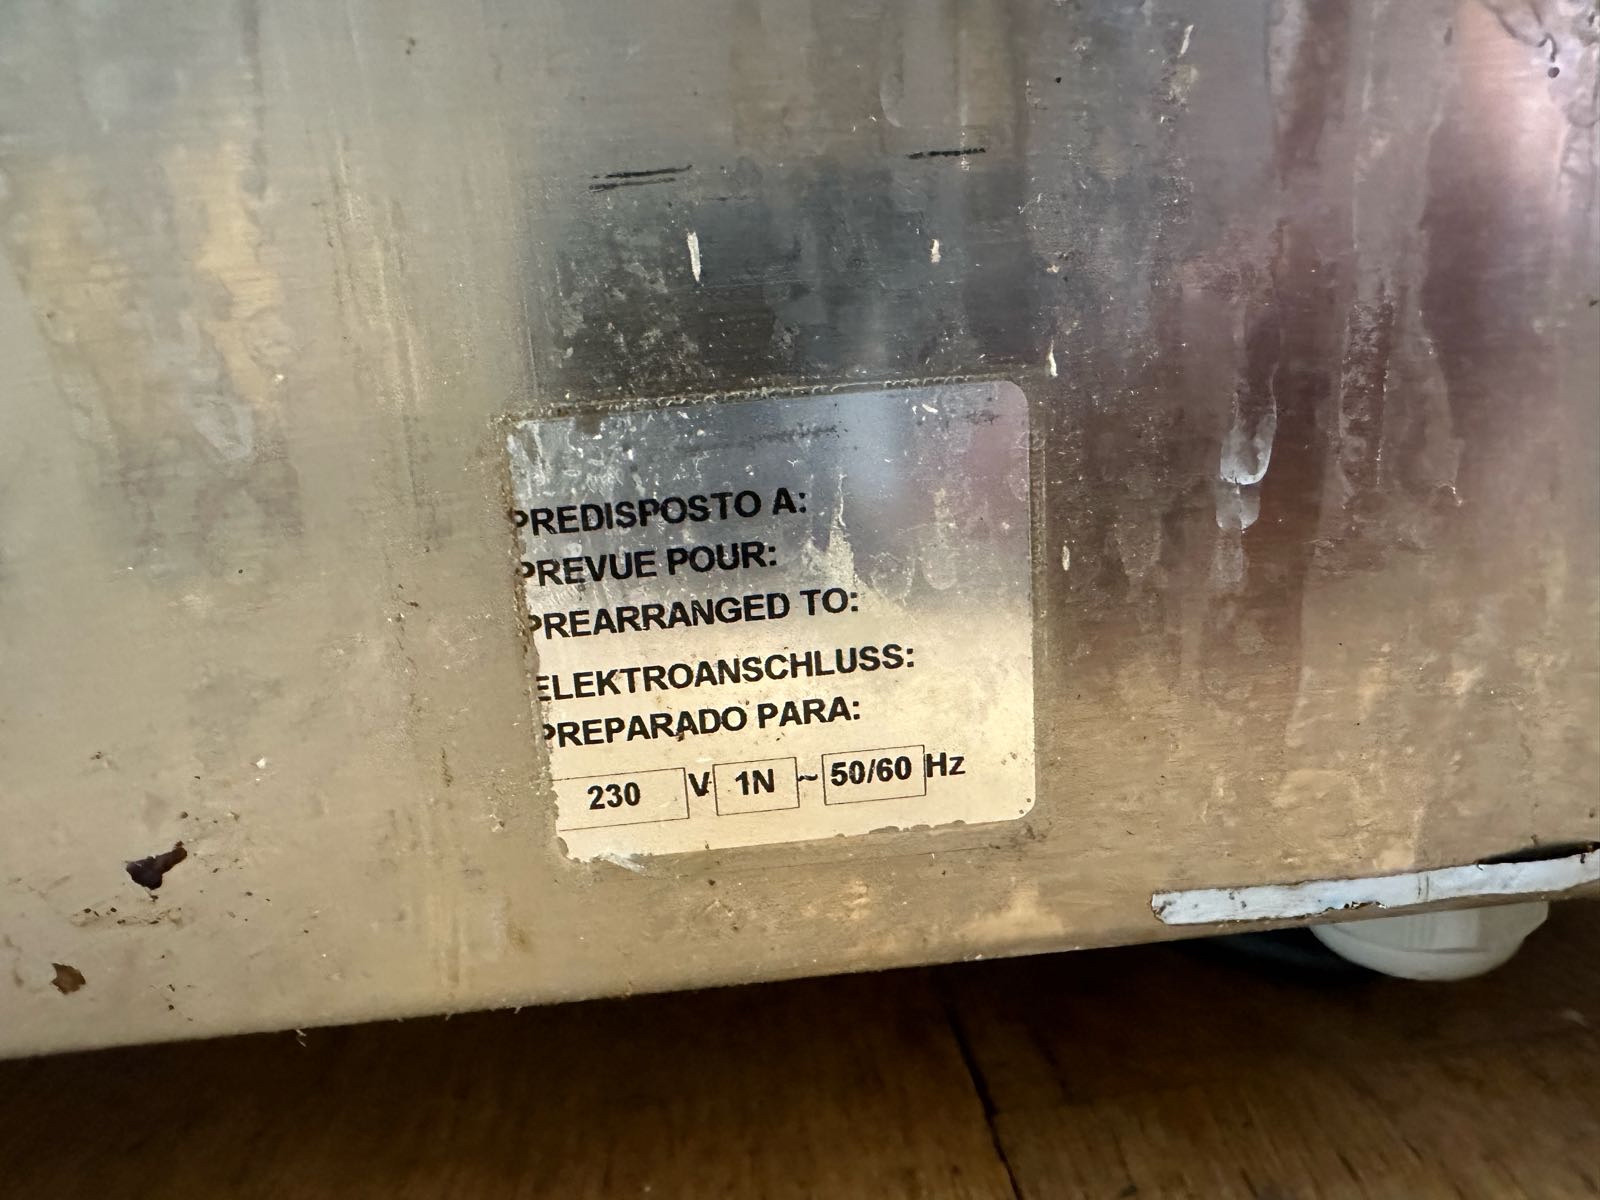 PREDISPOSTO A:
PREVUE POUR:
PREARRANGED TO:
ELEKTROANSCHLUSS:
PREPARADO PARA:
230 V 1N ~ 50/60 Hz